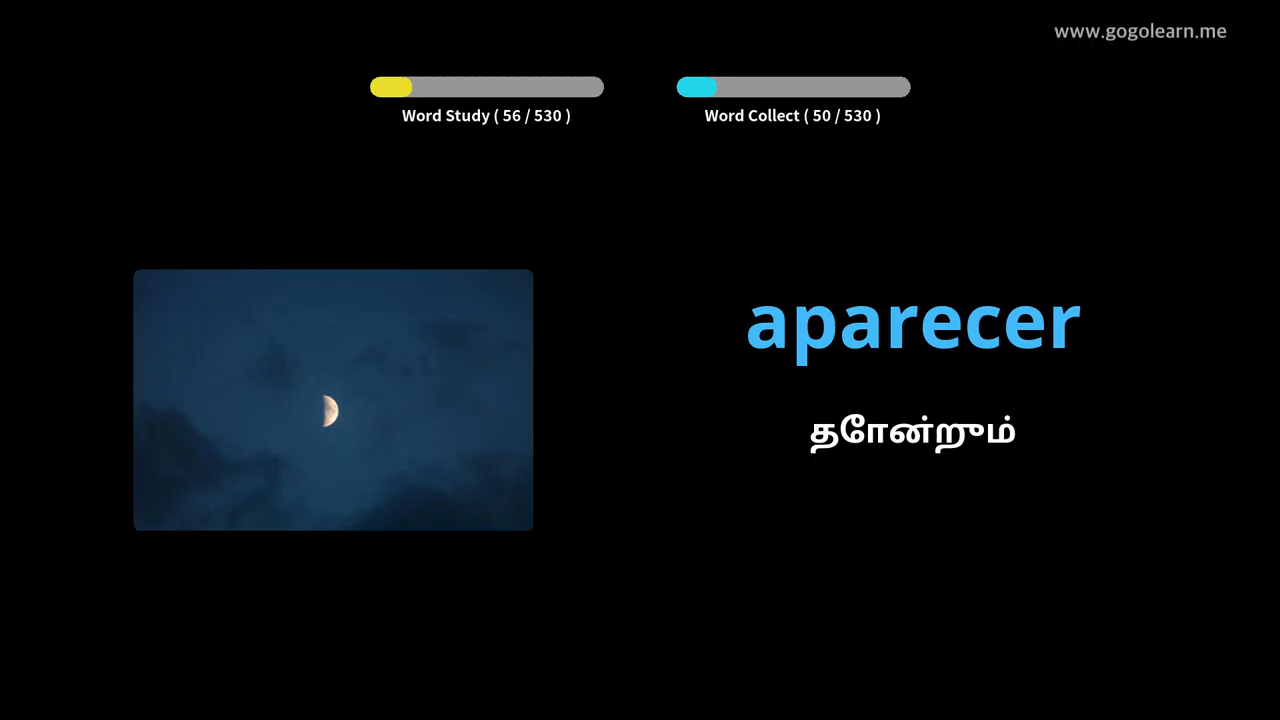 www.gogolearn.me
Word Study ( 56 / 530 )
Word Collect ( 50 / 530 )
aparecer
தோன்றும்